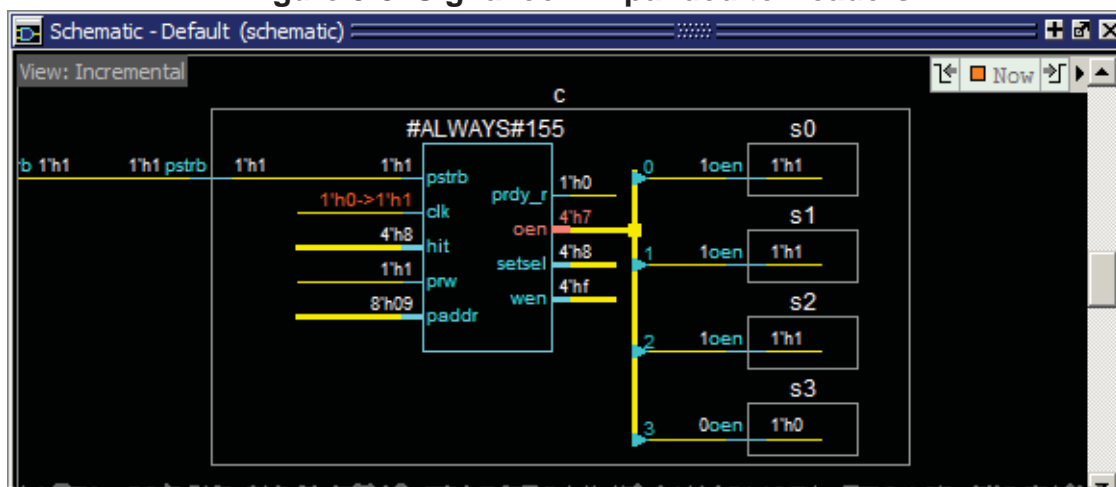 Schematic - Default (schematic)
View: Incremental
Now
c
#ALWAYS#155
s0
rb 1'h1
1'h1 pstrb
1'h1
1'h1
pstrb
prdy_r
1'h0
0
1oen
1'h1
1'h0->1'h1
clk
oen
4'h7
s1
4'h8
hit
setsel
4'h8
1
1oen
1'h1
1'h1
prw
wen
4'hf
s2
8'h09
paddr
2
1oen
1'h1
s3
3
0oen
1'h0